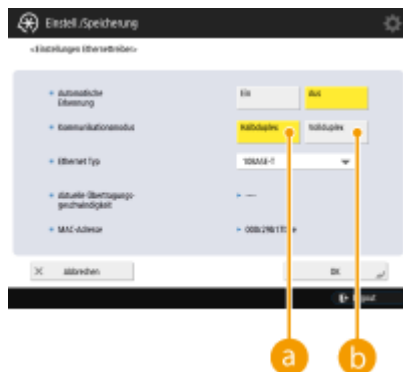 Einstell./Speicherung
<Einstellungen Ethernettreiber>
Automatische
Erkennung
Ein
Aus
Kommunikationsmodus
Halbduplex
Vollduplex
Ethernet Typ
10BASE-T
Aktuelle Übertragungs-
geschwindigkeit
----
MAC-Adresse
Abbrechen
OK
a
b